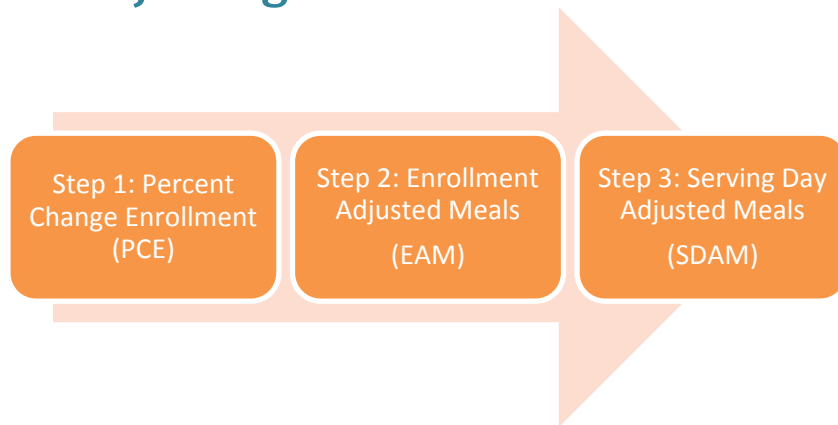 Step 1: Percent
Change Enrollment
(PCE)
Step 2: Enrollment
Adjusted Meals
(EAM)
Step 3: Serving Day
Adjusted Meals
(SDAM)